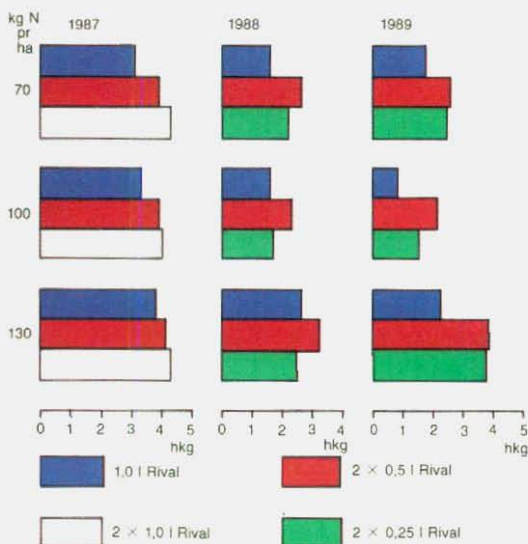 kg N
pr
ha
1987
1988
1989
70
100
130
0 1 2 3 4 5
hkg
0 1 2 3 4
hkg
0 1 2 3 4 5
hkg
1,0 l Rival
2 × 0,5 l Rival
2 × 1,0 l Rival
2 × 0,25 l Rival